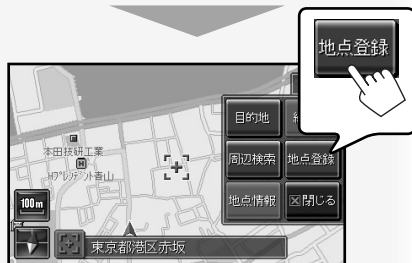 地点登録
目的地
周辺検索
地点登録
地点情報
閉じる
本田技研工業
100m
東京都港区赤坂